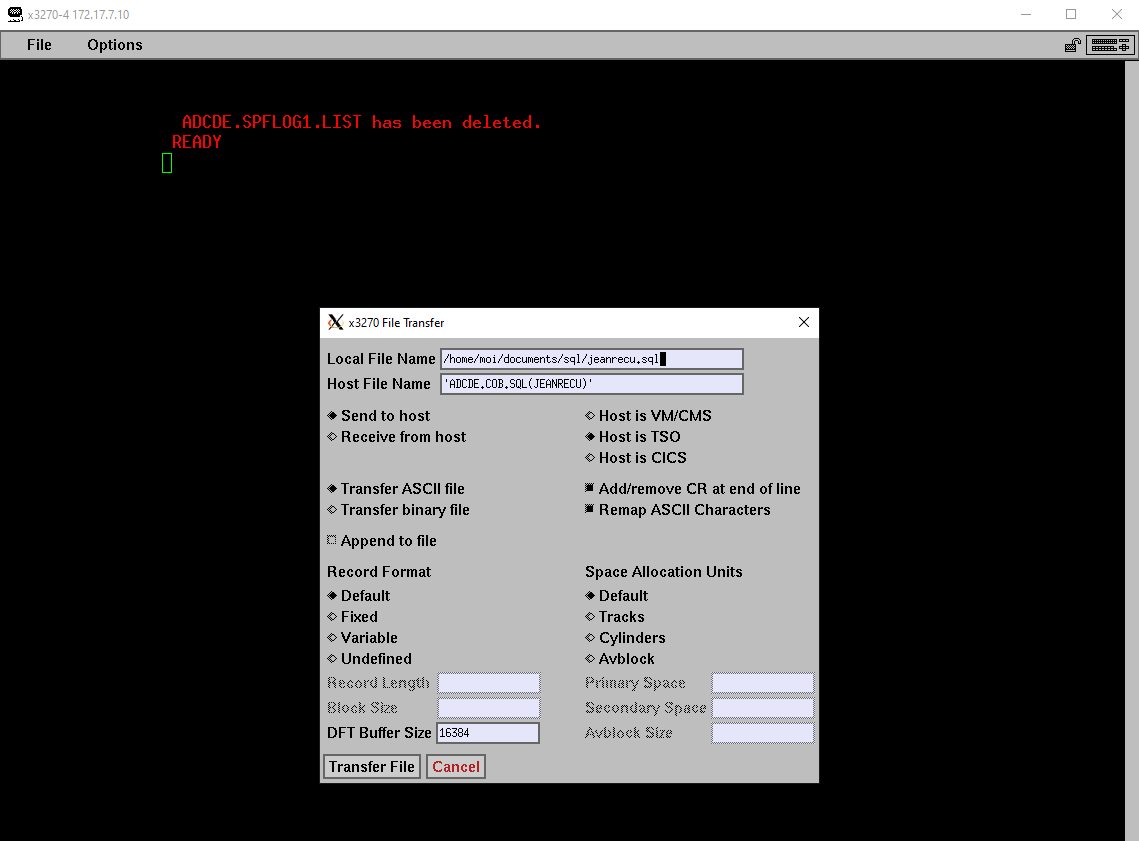 x3270-4 172.17.7.10
File Options
ADCDE.SPFLOG1.LIST has been deleted.
READY
x3270 File Transfer
Local File Name /home/moi/documents/sql/jeanrecu.sql
Host File Name 'ADCDE.COB.SQL(JEANRECU)'
Send to host Host is VM/CMS
Receive from host Host is TSO
Host is CICS
Transfer ASCII file Add/remove CR at end of line
Transfer binary file Remap ASCII Characters
Append to file
Record Format Space Allocation Units
Default Default
Fixed Tracks
Variable Cylinders
Undefined Avblock
Record Length Primary Space
Block Size Secondary Space
DFT Buffer Size 16384 Avblock Size
Transfer File Cancel